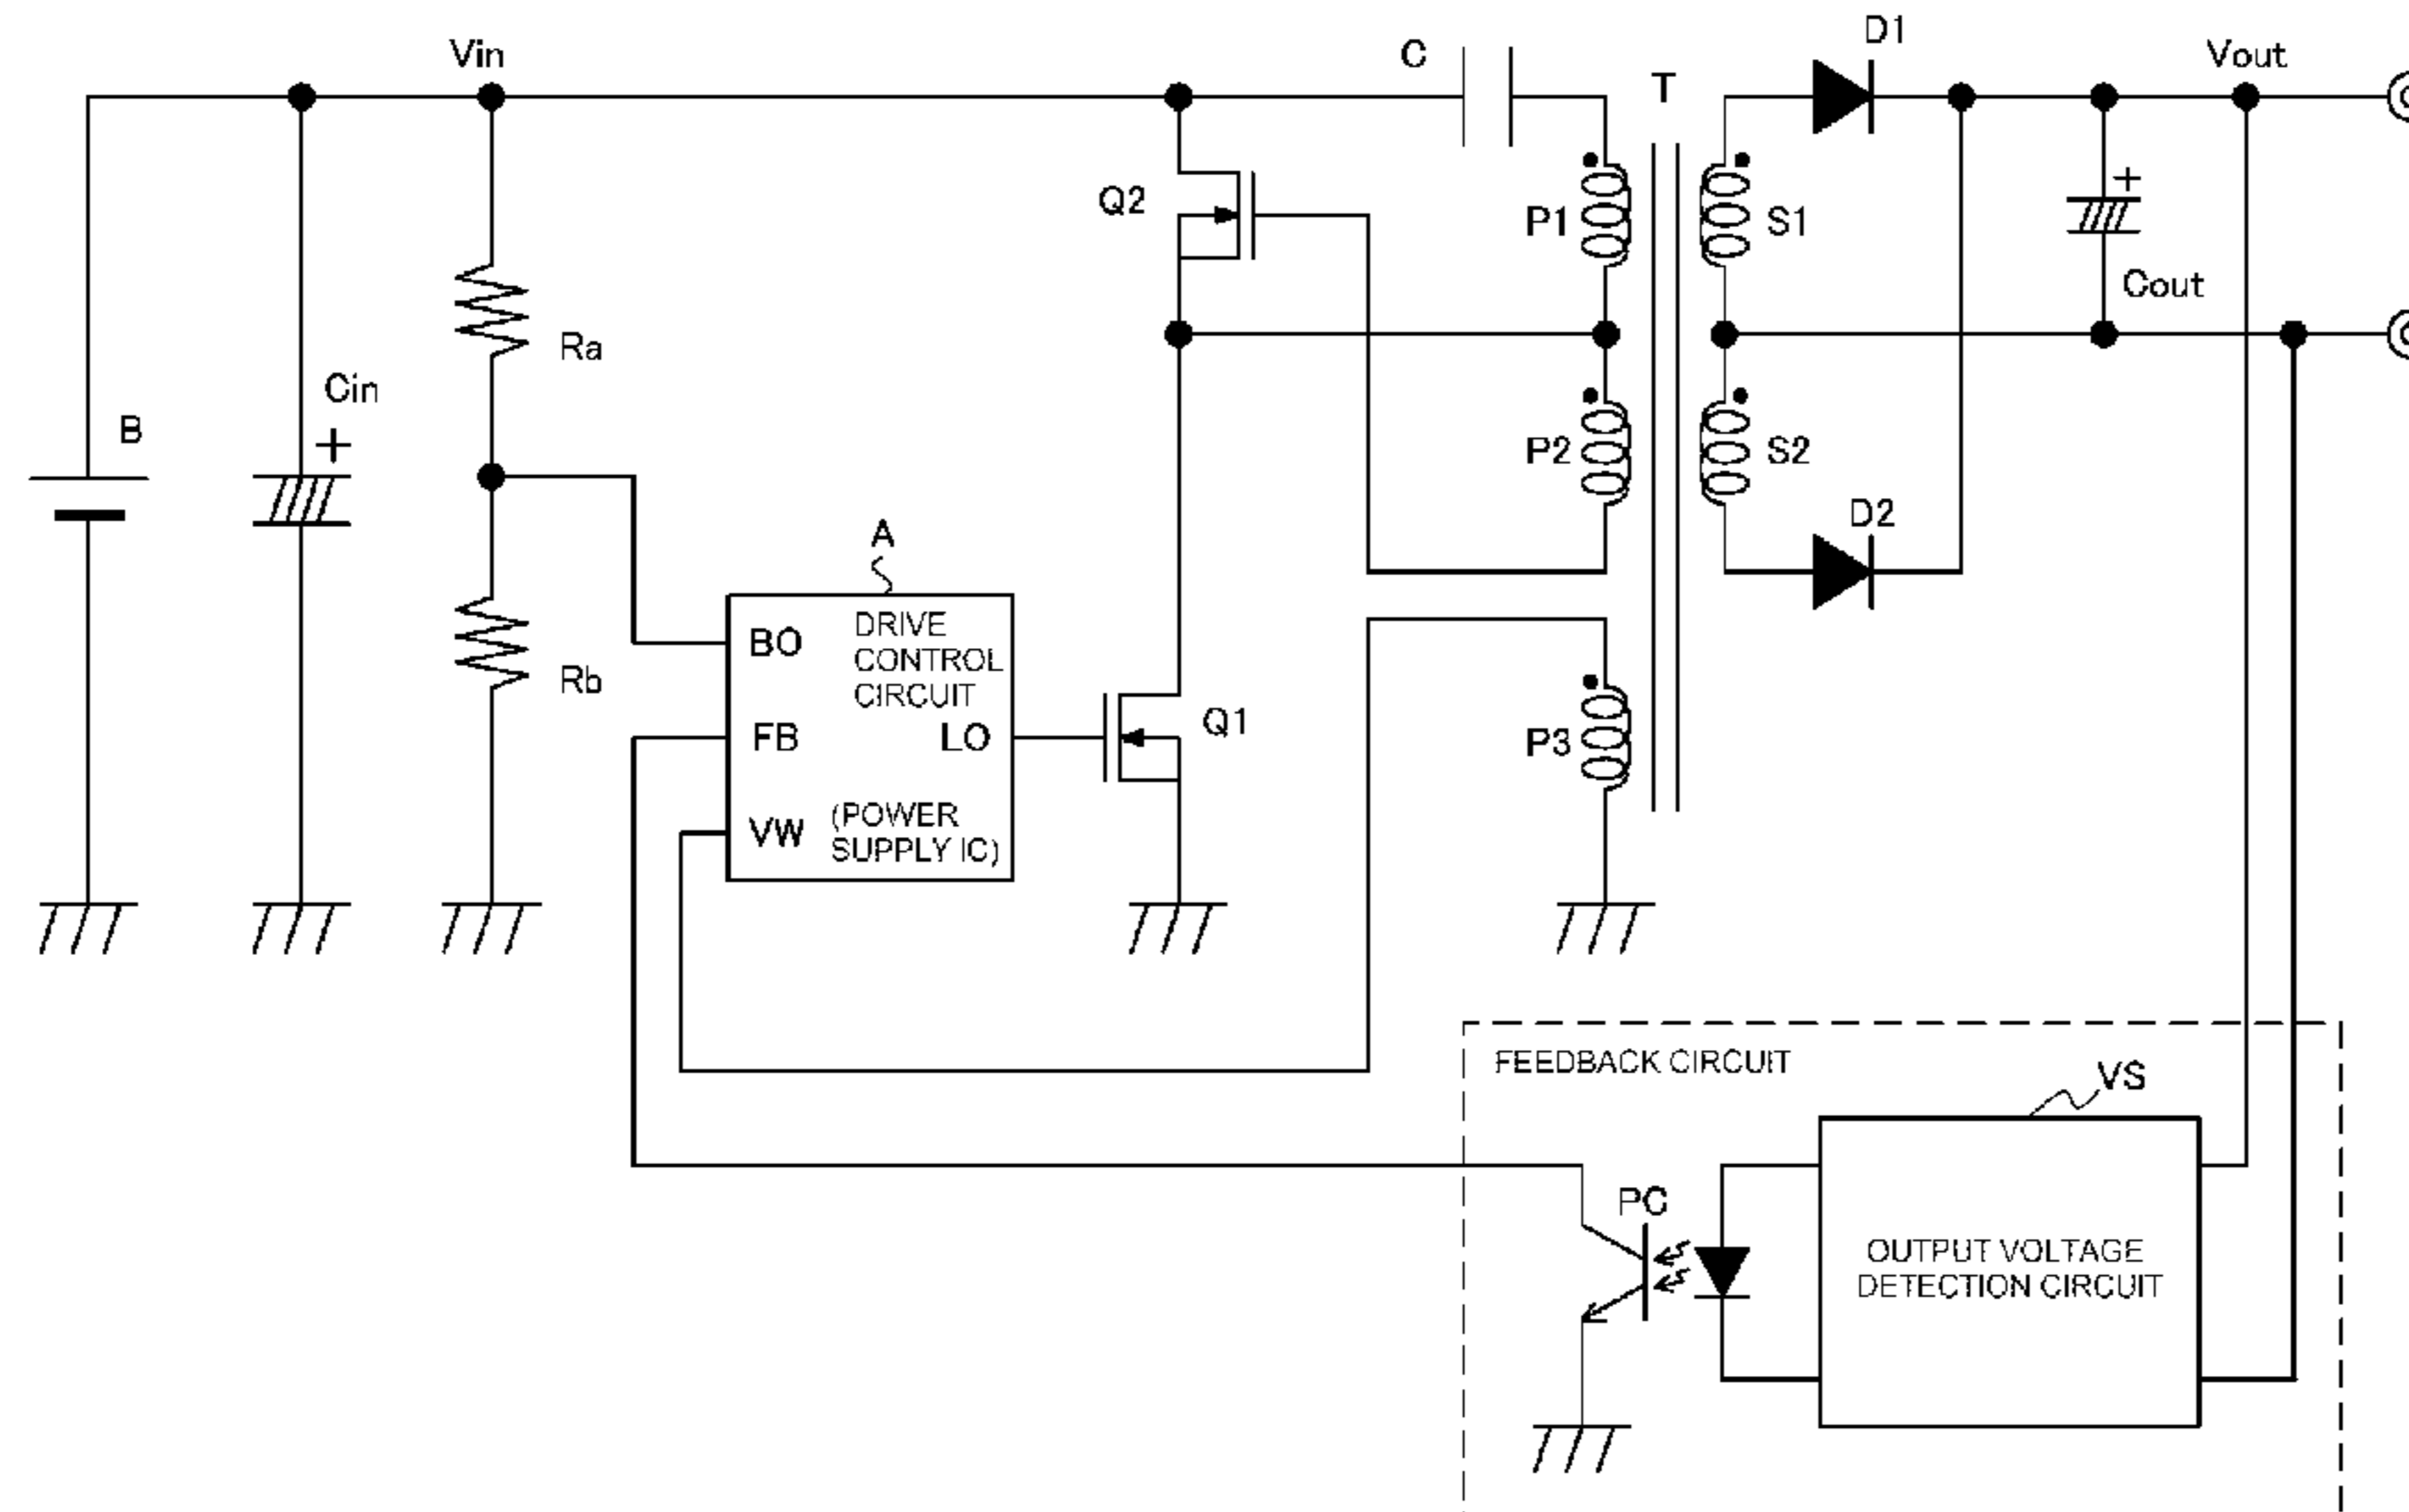 Vin
C
T
D1
Vout
Q2
P1
S1
+
Cout
Ra
Cin
+
B
P2
S2
D2
A
DRIVE
CONTROL
CIRCUIT
BO
Rb
FB
LO
Q1
P3
VW
(POWER
SUPPLY IC)
FEEDBACK CIRCUIT
VS
PC
OUTPUT VOLTAGE
DETECTION CIRCUIT